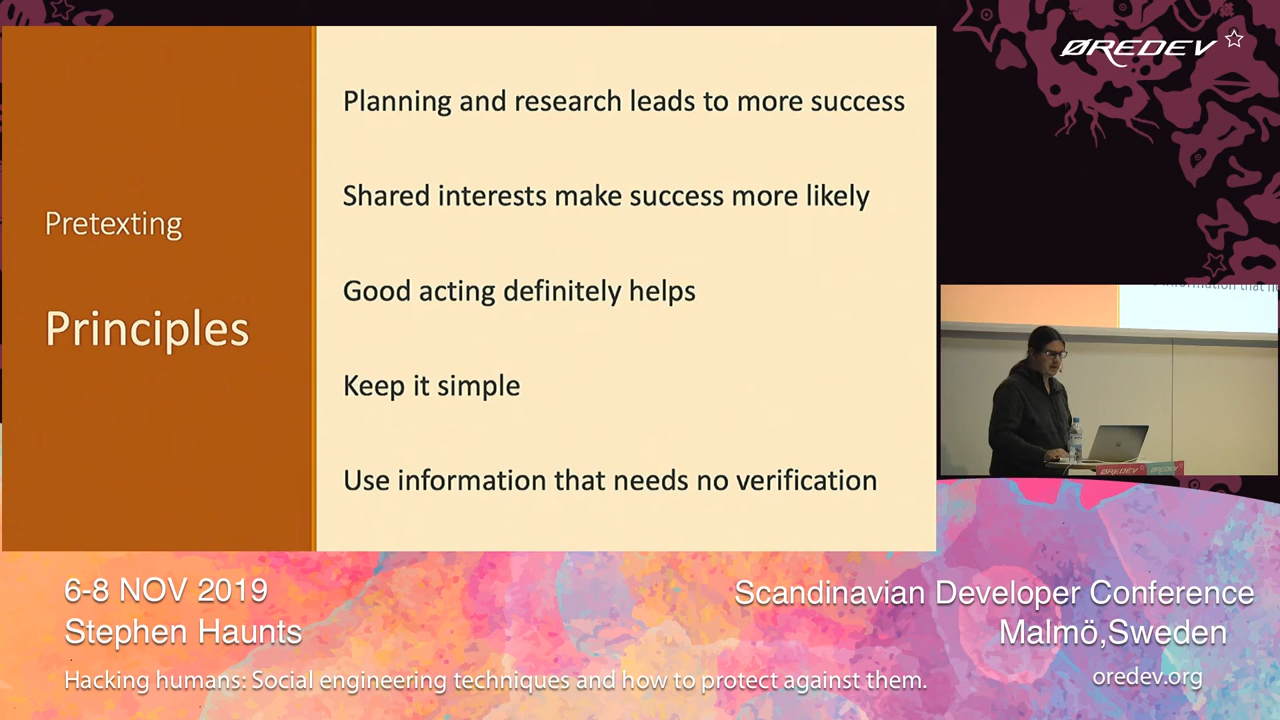 ØREDEV
Planning and research leads to more success
Shared interests make success more likely
Pretexting
Good acting definitely helps
Principles
Keep it simple
Use information that needs no verification
ØREDEV
6-8 NOV 2019
Stephen Haunts
Scandinavian Developer Conference
Malmö,Sweden
Hacking humans: Social engineering techniques and how to protect against them.
oredev.org